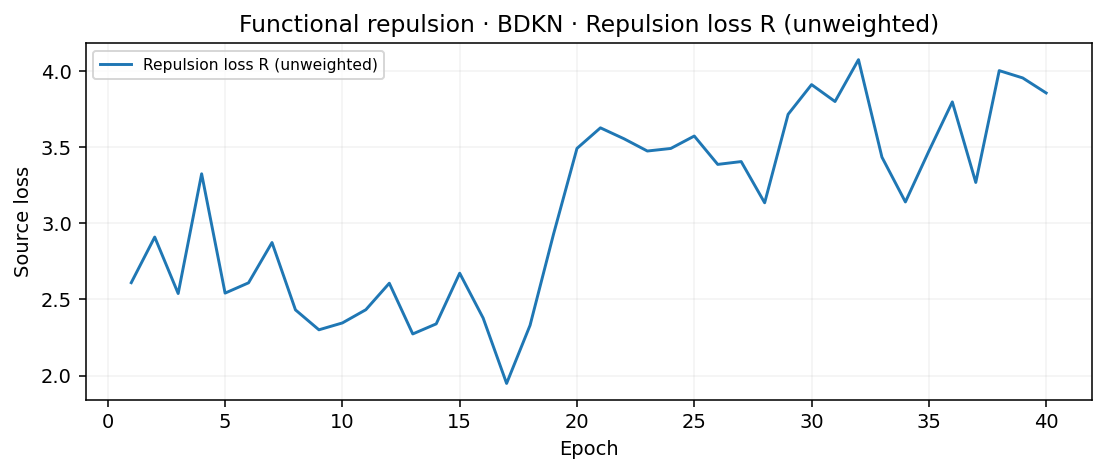 Functional repulsion · BDKN · Repulsion loss R (unweighted)
Repulsion loss R (unweighted)
4.0
3.5
3.0
2.5
2.0
Source loss
0 5 10 15 20 25 30 35 40
Epoch